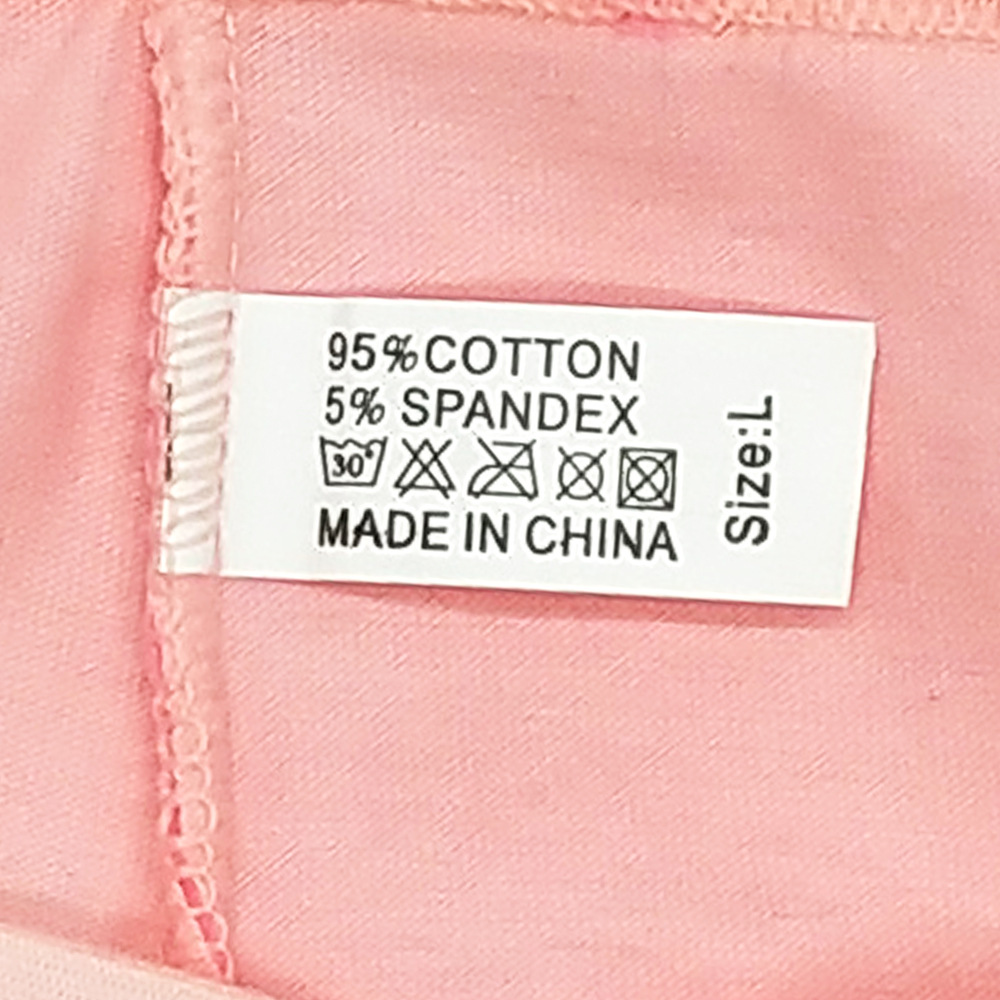 95%COTTON
5% SPANDEX
30°
MADE IN CHINA
Size:L